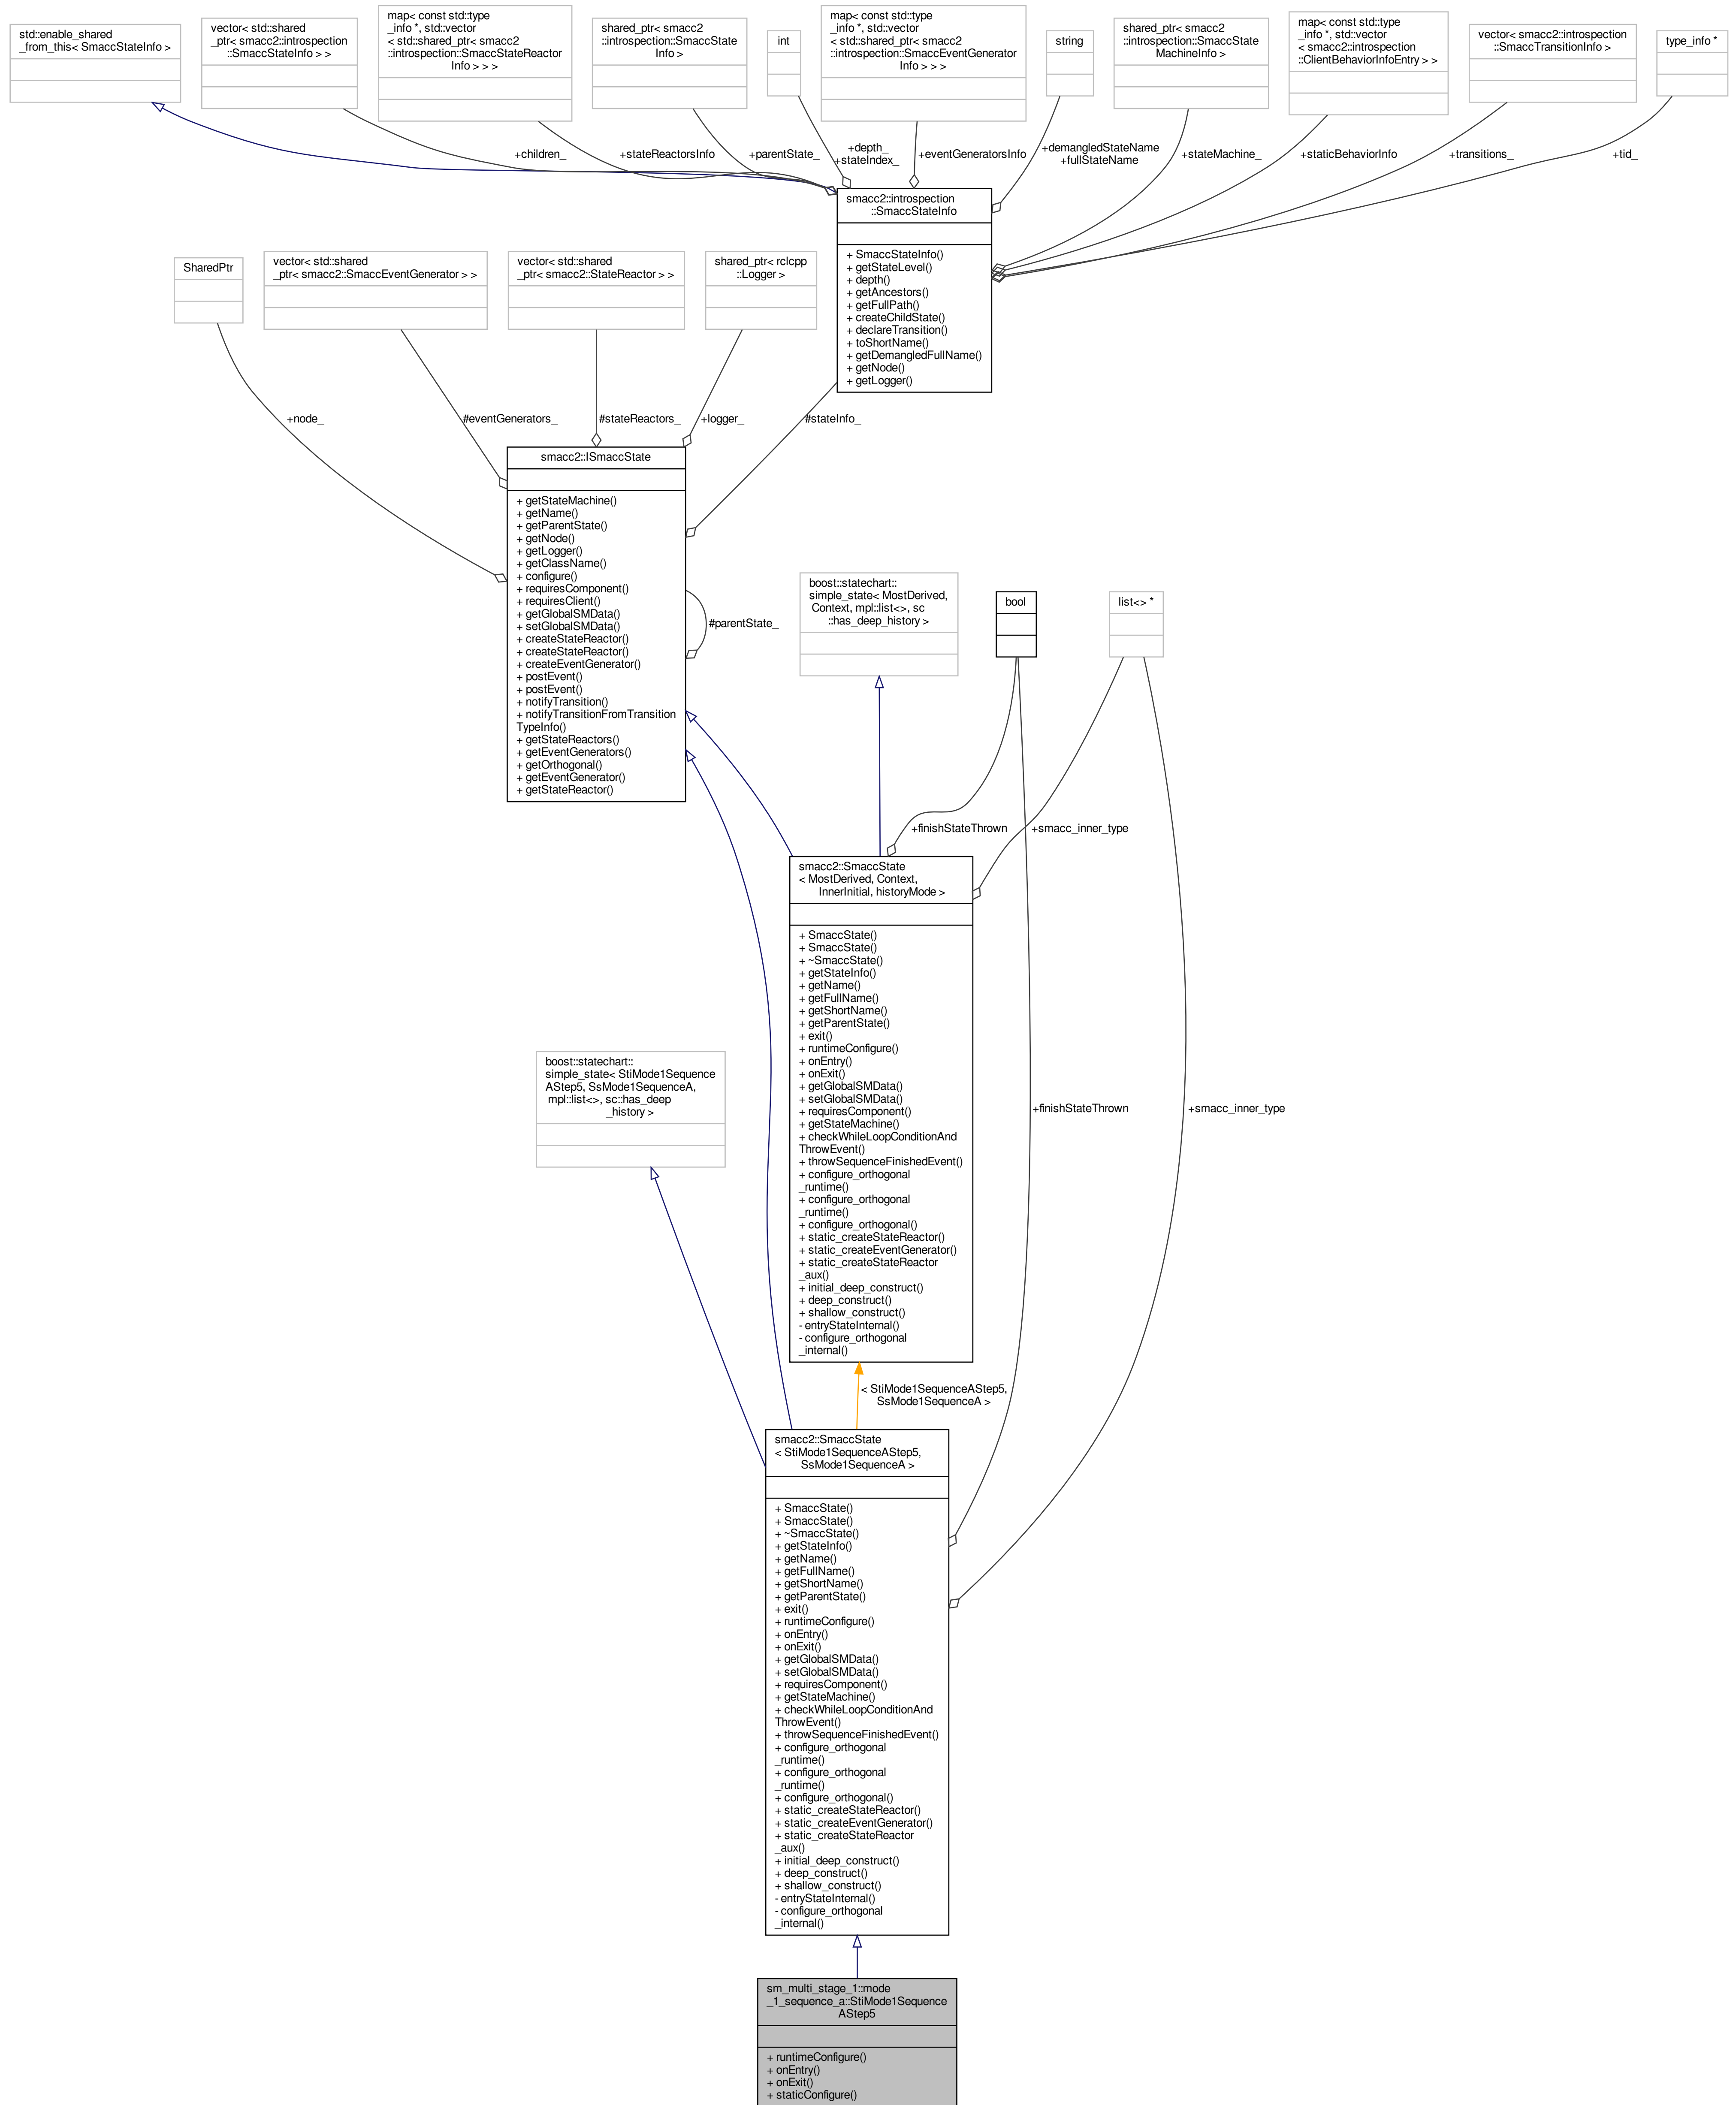 std::enable_shared
_from_this< SmaccStateInfo >
vector< std::shared
_ptr< smacc2::introspection
::SmaccStateInfo > >
map< const std::type
_info *, std::vector
< std::shared_ptr< smacc2
::introspection::SmaccStateReactor
Info > > >
shared_ptr< smacc2
::introspection::SmaccState
Info >
int
map< const std::type
_info *, std::vector
< std::shared_ptr< smacc2
::introspection::SmaccEventGenerator
Info > > >
string
shared_ptr< smacc2
::introspection::SmaccState
MachineInfo >
map< const std::type
_info *, std::vector
< smacc2::introspection
::ClientBehaviorInfoEntry > >
vector< smacc2::introspection
::SmaccTransitionInfo >
type_info *
+children_
+stateReactorsInfo
+parentState_
+depth_
+stateIndex_
+eventGeneratorsInfo
+demangledStateName
+fullStateName
+stateMachine_
+staticBehaviorInfo
+transitions_
+tid_
smacc2::introspection
::SmaccStateInfo
+ SmaccStateInfo()
+ getStateLevel()
+ depth()
+ getAncestors()
+ getFullPath()
+ createChildState()
+ declareTransition()
+ toShortName()
+ getDemangledFullName()
+ getNode()
+ getLogger()
SharedPtr
vector< std::shared
_ptr< smacc2::SmaccEventGenerator > >
vector< std::shared
_ptr< smacc2::StateReactor > >
shared_ptr< rclcpp
::Logger >
+node_
#eventGenerators_
#stateReactors_
+logger_
#stateInfo_
smacc2::ISmaccState
+ getStateMachine()
+ getName()
+ getParentState()
+ getNode()
+ getLogger()
+ getClassName()
+ configure()
+ requiresComponent()
+ requiresClient()
+ getGlobalSMData()
+ setGlobalSMData()
+ createStateReactor()
+ createStateReactor()
+ createEventGenerator()
+ postEvent()
+ postEvent()
+ notifyTransition()
+ notifyTransitionFromTransition
TypeInfo()
+ getStateReactors()
+ getEventGenerators()
+ getOrthogonal()
+ getEventGenerator()
+ getStateReactor()
#parentState_
boost::statechart::
simple_state< MostDerived,
Context, mpl::list<>, sc
::has_deep_history >
bool
list<> *
+finishStateThrown
+smacc_inner_type
smacc2::SmaccState
< MostDerived, Context,
InnerInitial, historyMode >
+ SmaccState()
+ SmaccState()
+ ~SmaccState()
+ getStateInfo()
+ getName()
+ getFullName()
+ getShortName()
+ getParentState()
+ exit()
+ runtimeConfigure()
+ onEntry()
+ onExit()
+ getGlobalSMData()
+ setGlobalSMData()
+ requiresComponent()
+ getStateMachine()
+ checkWhileLoopConditionAnd
ThrowEvent()
+ throwSequenceFinishedEvent()
+ configure_orthogonal
_runtime()
+ configure_orthogonal
_runtime()
+ configure_orthogonal()
+ static_createStateReactor()
+ static_createEventGenerator()
+ static_createStateReactor
_aux()
+ initial_deep_construct()
+ deep_construct()
+ shallow_construct()
- entryStateInternal()
- configure_orthogonal
_internal()
boost::statechart::
simple_state< StiMode1Sequence
AStep5, SsMode1SequenceA,
mpl::list<>, sc::has_deep
_history >
+finishStateThrown
+smacc_inner_type
< StiMode1SequenceAStep5,
SsMode1SequenceA >
smacc2::SmaccState
< StiMode1SequenceAStep5,
SsMode1SequenceA >
+ SmaccState()
+ SmaccState()
+ ~SmaccState()
+ getStateInfo()
+ getName()
+ getFullName()
+ getShortName()
+ getParentState()
+ exit()
+ runtimeConfigure()
+ onEntry()
+ onExit()
+ getGlobalSMData()
+ setGlobalSMData()
+ requiresComponent()
+ getStateMachine()
+ checkWhileLoopConditionAnd
ThrowEvent()
+ throwSequenceFinishedEvent()
+ configure_orthogonal
_runtime()
+ configure_orthogonal
_runtime()
+ configure_orthogonal()
+ static_createStateReactor()
+ static_createEventGenerator()
+ static_createStateReactor
_aux()
+ initial_deep_construct()
+ deep_construct()
+ shallow_construct()
- entryStateInternal()
- configure_orthogonal
_internal()
sm_multi_stage_1::mode
_1_sequence_a::StiMode1Sequence
AStep5
+ runtimeConfigure()
+ onEntry()
+ onExit()
+ staticConfigure()